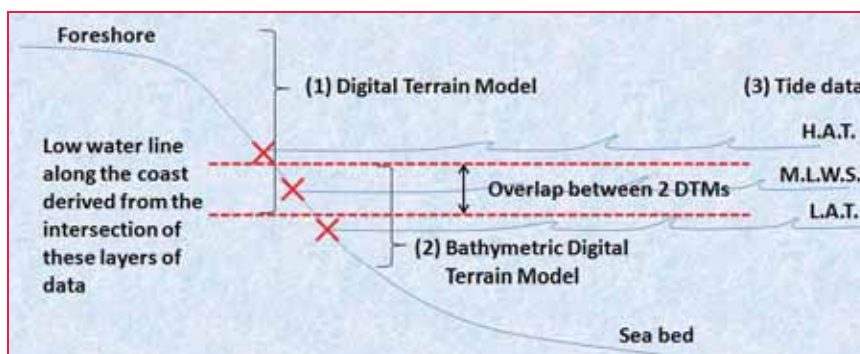 Foreshore
(1) Digital Terrain Model
(3) Tide data
H.A.T.
Low water line
along the coast
derived from the
intersection of
these layers of
data
Overlap between 2 DTMs
M.L.W.S.
L.A.T.
(2) Bathymetric Digital
Terrain Model
Sea bed